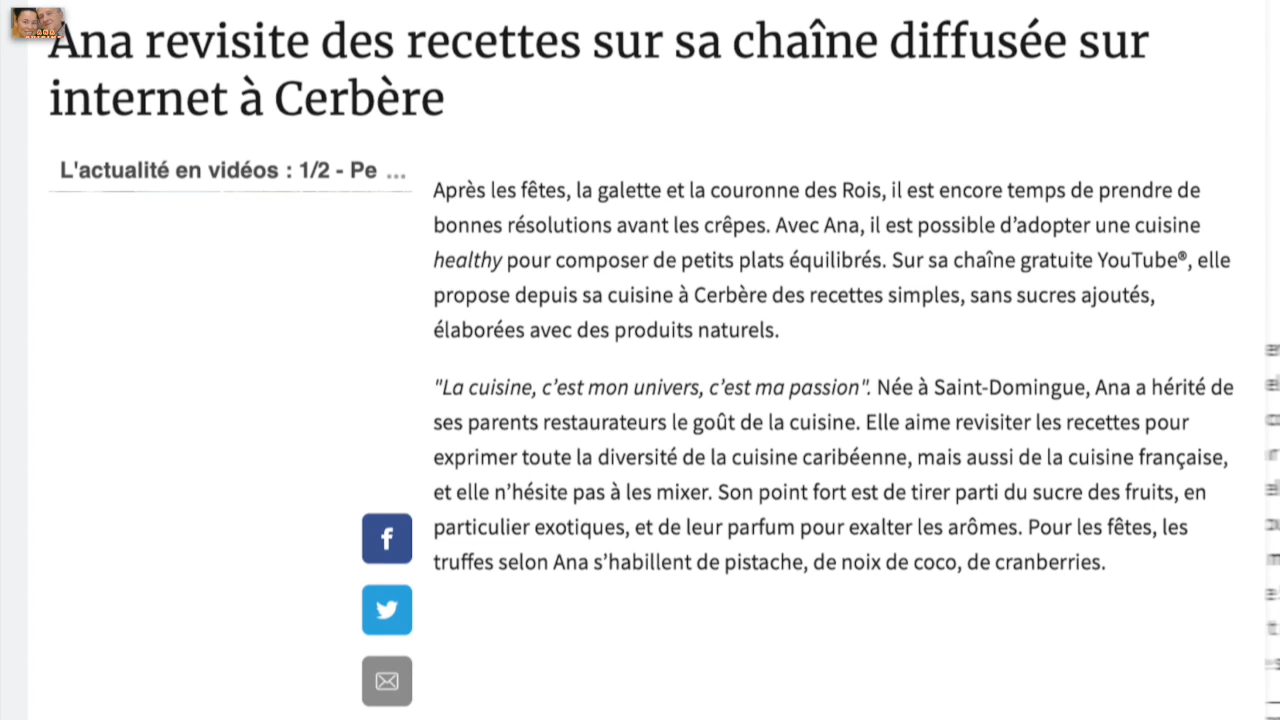 Ana revisite des recettes sur sa chaîne diffusée sur
internet à Cerbère
L'actualité en vidéos : 1/2 - Pe ...
Après les fêtes, la galette et la couronne des Rois, il est encore temps de prendre de
bonnes résolutions avant les crêpes. Avec Ana, il est possible d’adopter une cuisine
healthy pour composer de petits plats équilibrés. Sur sa chaîne gratuite YouTube®, elle
propose depuis sa cuisine à Cerbère des recettes simples, sans sucres ajoutés,
élaborées avec des produits naturels.
"La cuisine, c’est mon univers, c’est ma passion". Née à Saint-Domingue, Ana a hérité de
ses parents restaurateurs le goût de la cuisine. Elle aime revisiter les recettes pour
exprimer toute la diversité de la cuisine caribéenne, mais aussi de la cuisine française,
et elle n’hésite pas à les mixer. Son point fort est de tirer parti du sucre des fruits, en
particulier exotiques, et de leur parfum pour exalter les arômes. Pour les fêtes, les
truffes selon Ana s’habillent de pistache, de noix de coco, de cranberries.